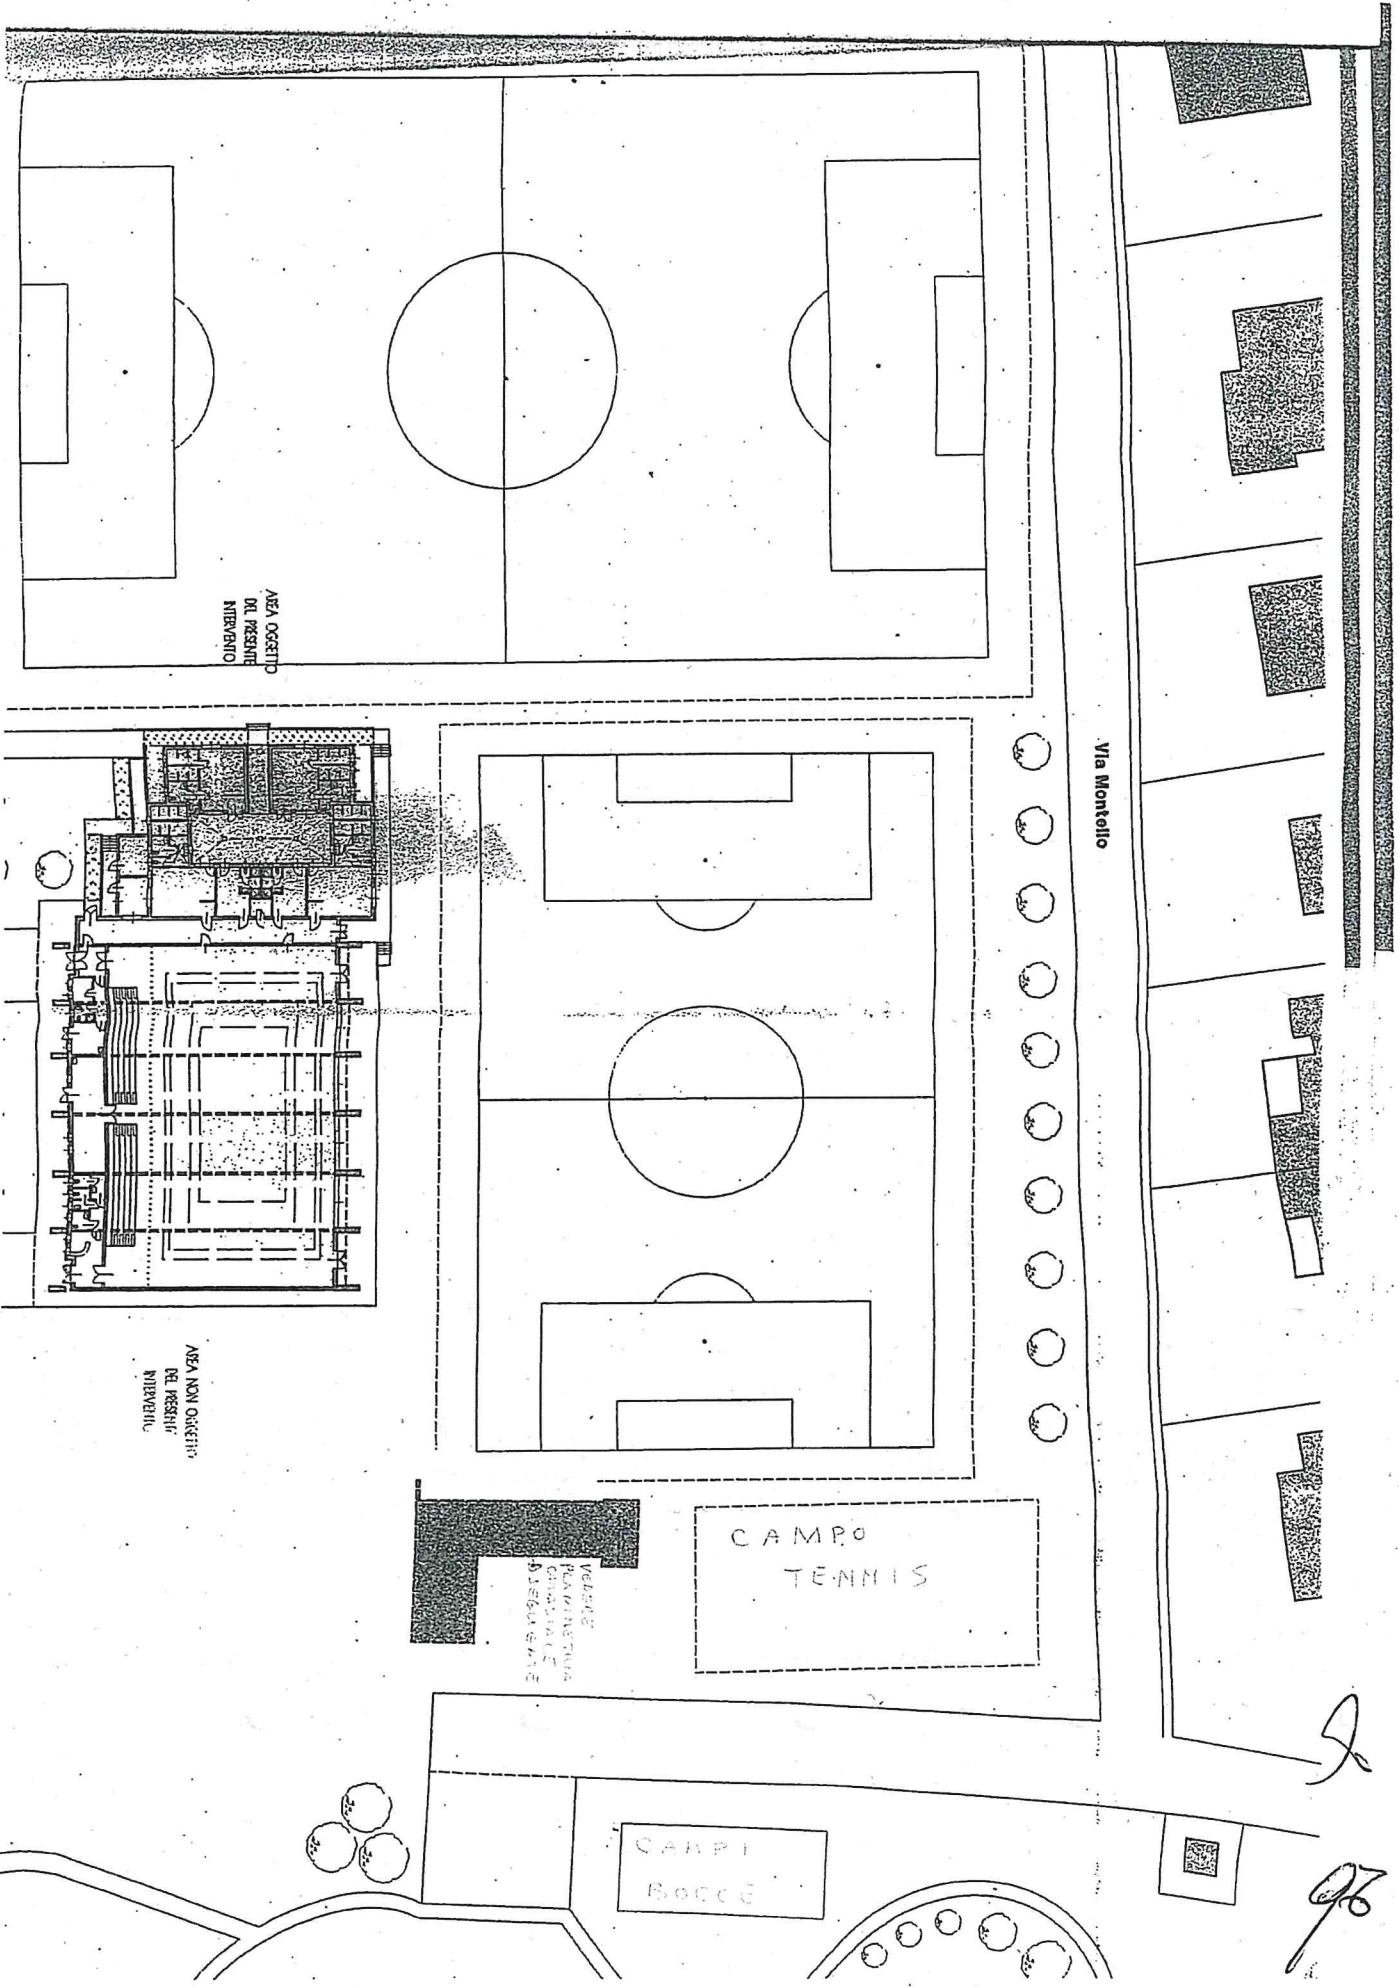 AREA OGGETTO
DEL PRESENTE
INTERVENTO
Via Montello
AREA NON OGGETTO
DEL PRESENTE
INTERVENTO
CAMPO
TENNIS
VEDERE
PLANIMETRIA
CAMPI
BOCCE